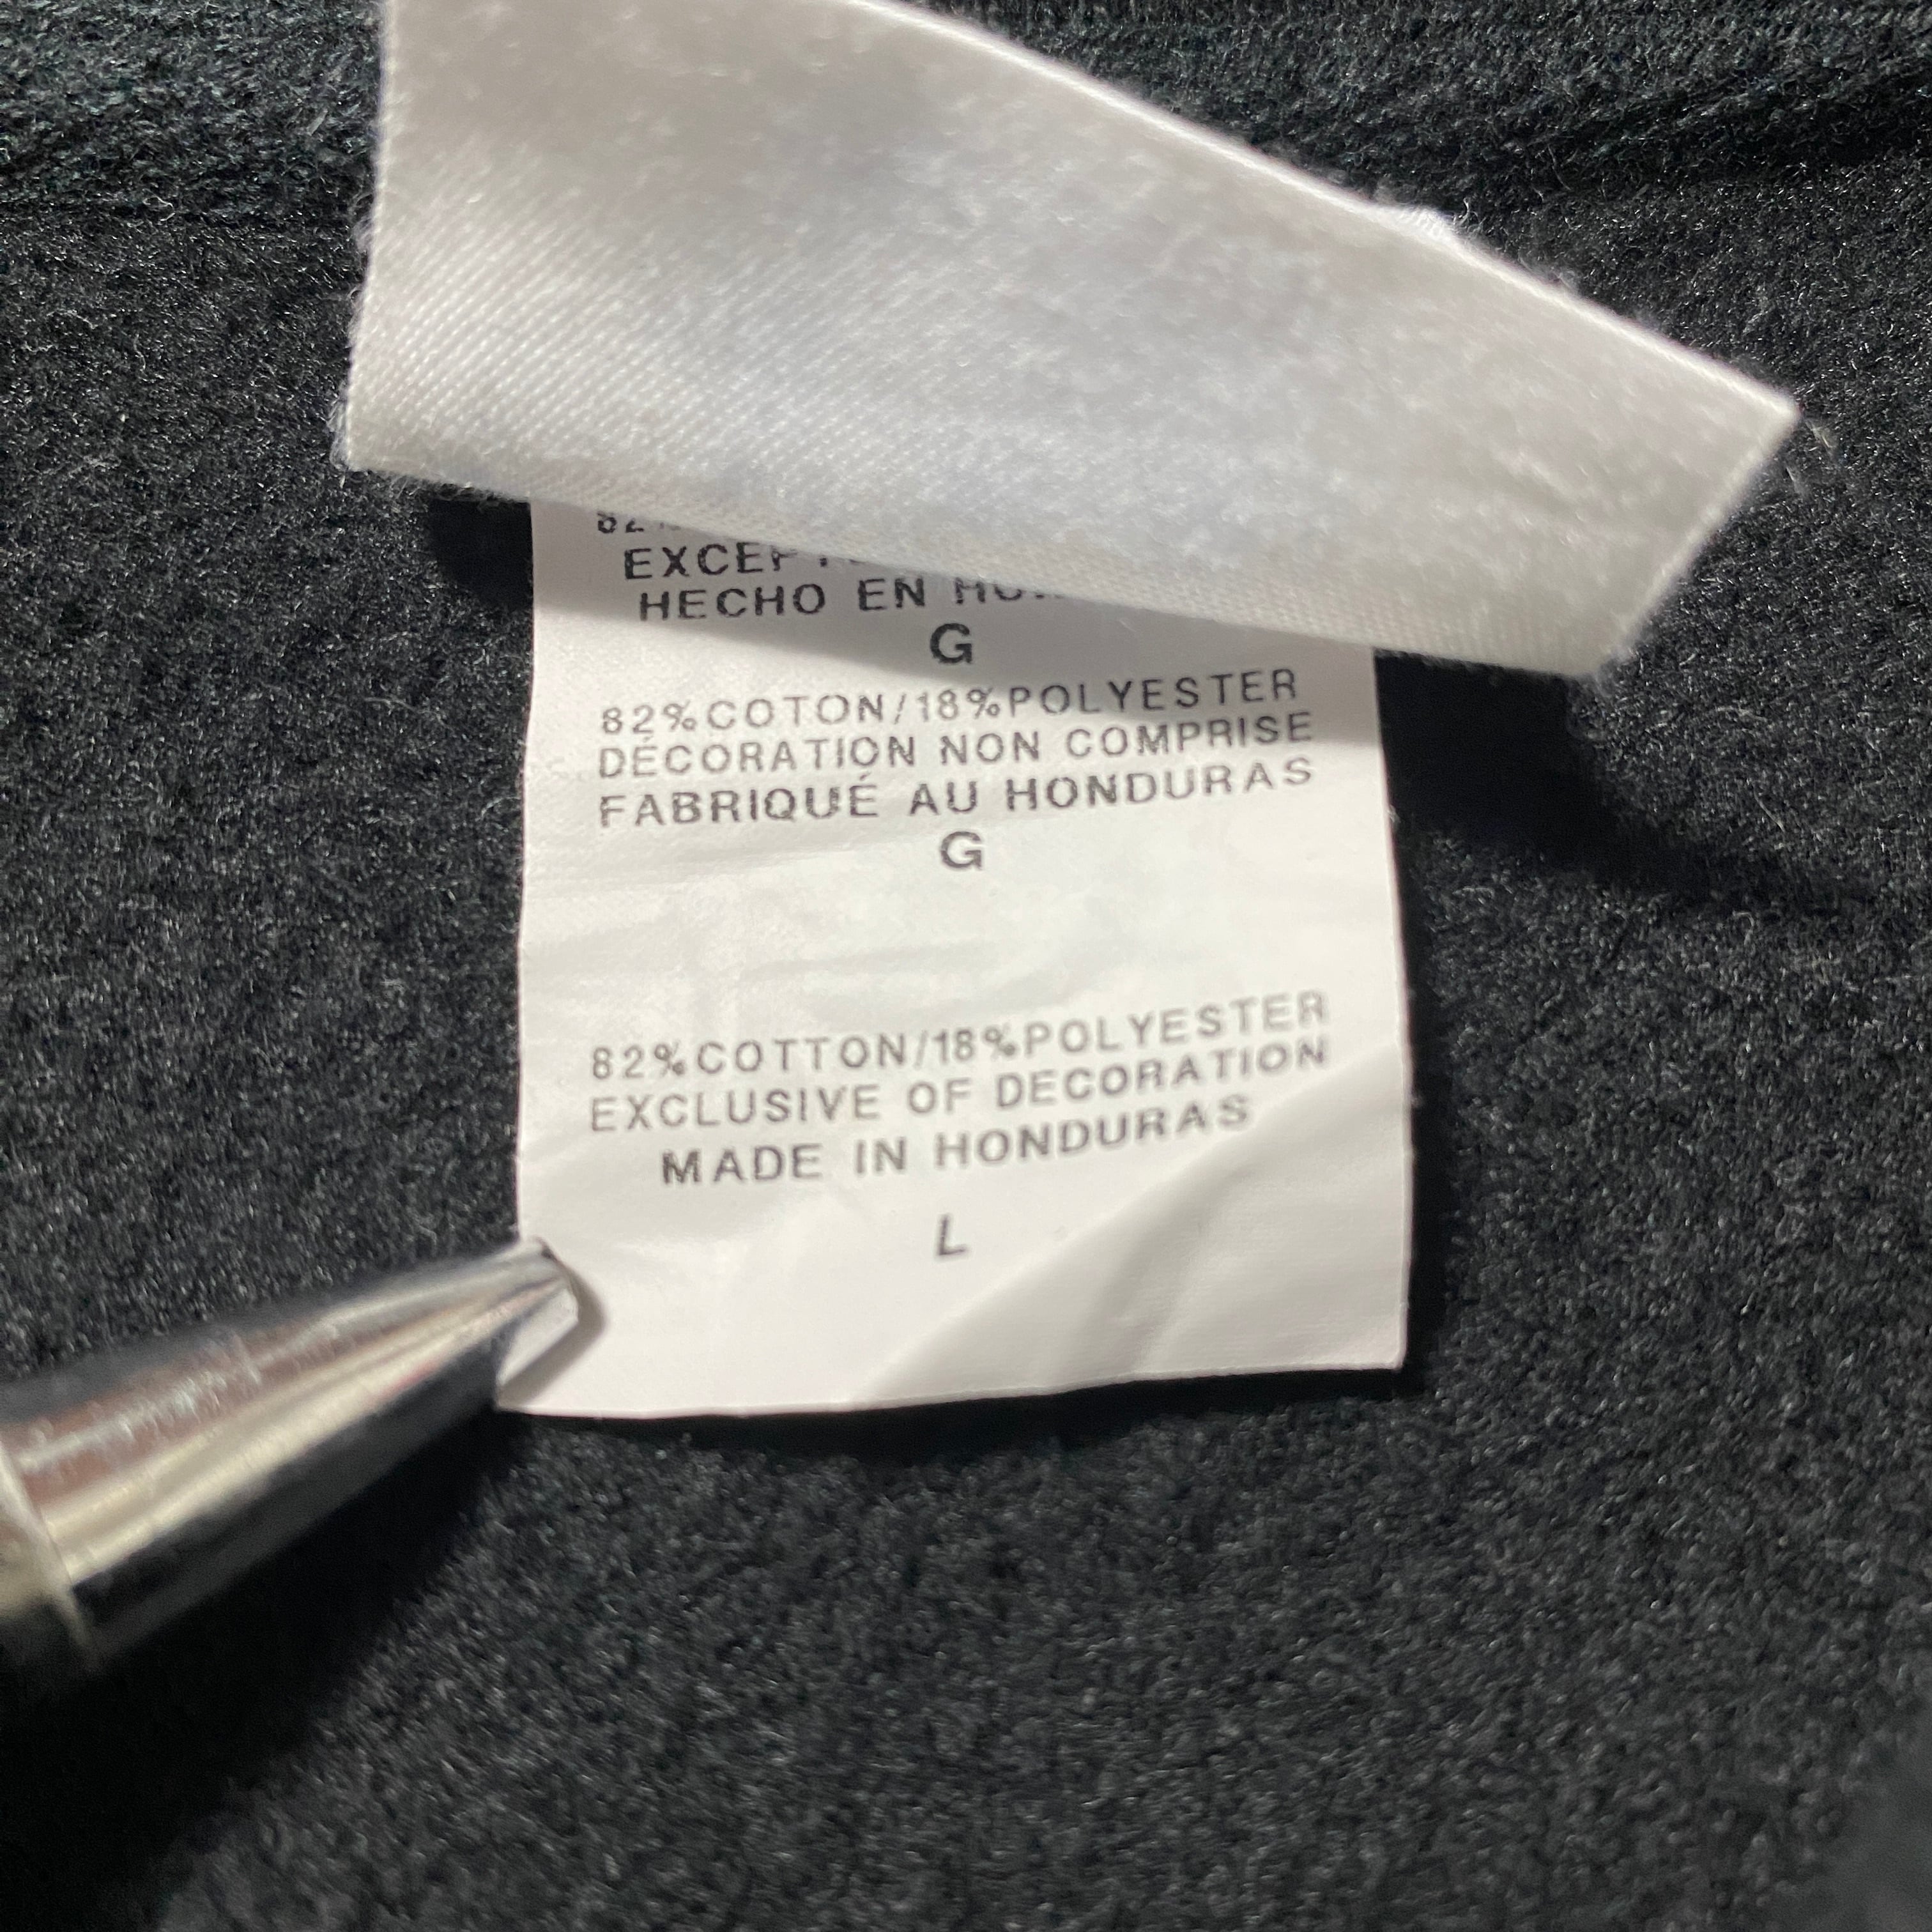 82%
HECHO EN
G
82%COTON/18%POLYESTER
DÉCORATION NON COMPRISE
FABRIQUÉ AU HONDURAS
G
82%COTTON/18%POLYESTER
EXCLUSIVE OF DECORATION
MADE IN HONDURAS
L